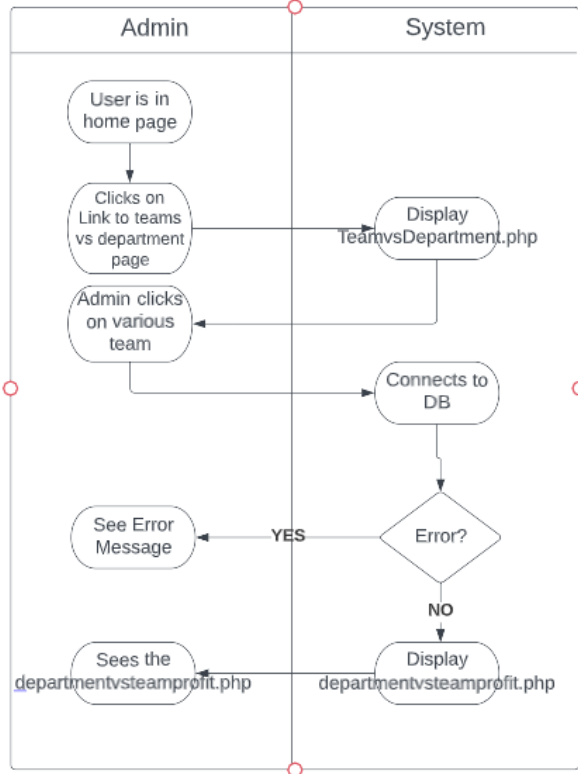 Admin
System
User is in
home page
Clicks on
Link to teams
vs department
page
Display
TeamvsDepartment.php
Admin clicks
on various
team
Connects to
DB
Error?
YES
See Error
Message
NO
Display
departmentvsteamprofit.php
Sees the
departmentvsteamprofit.php